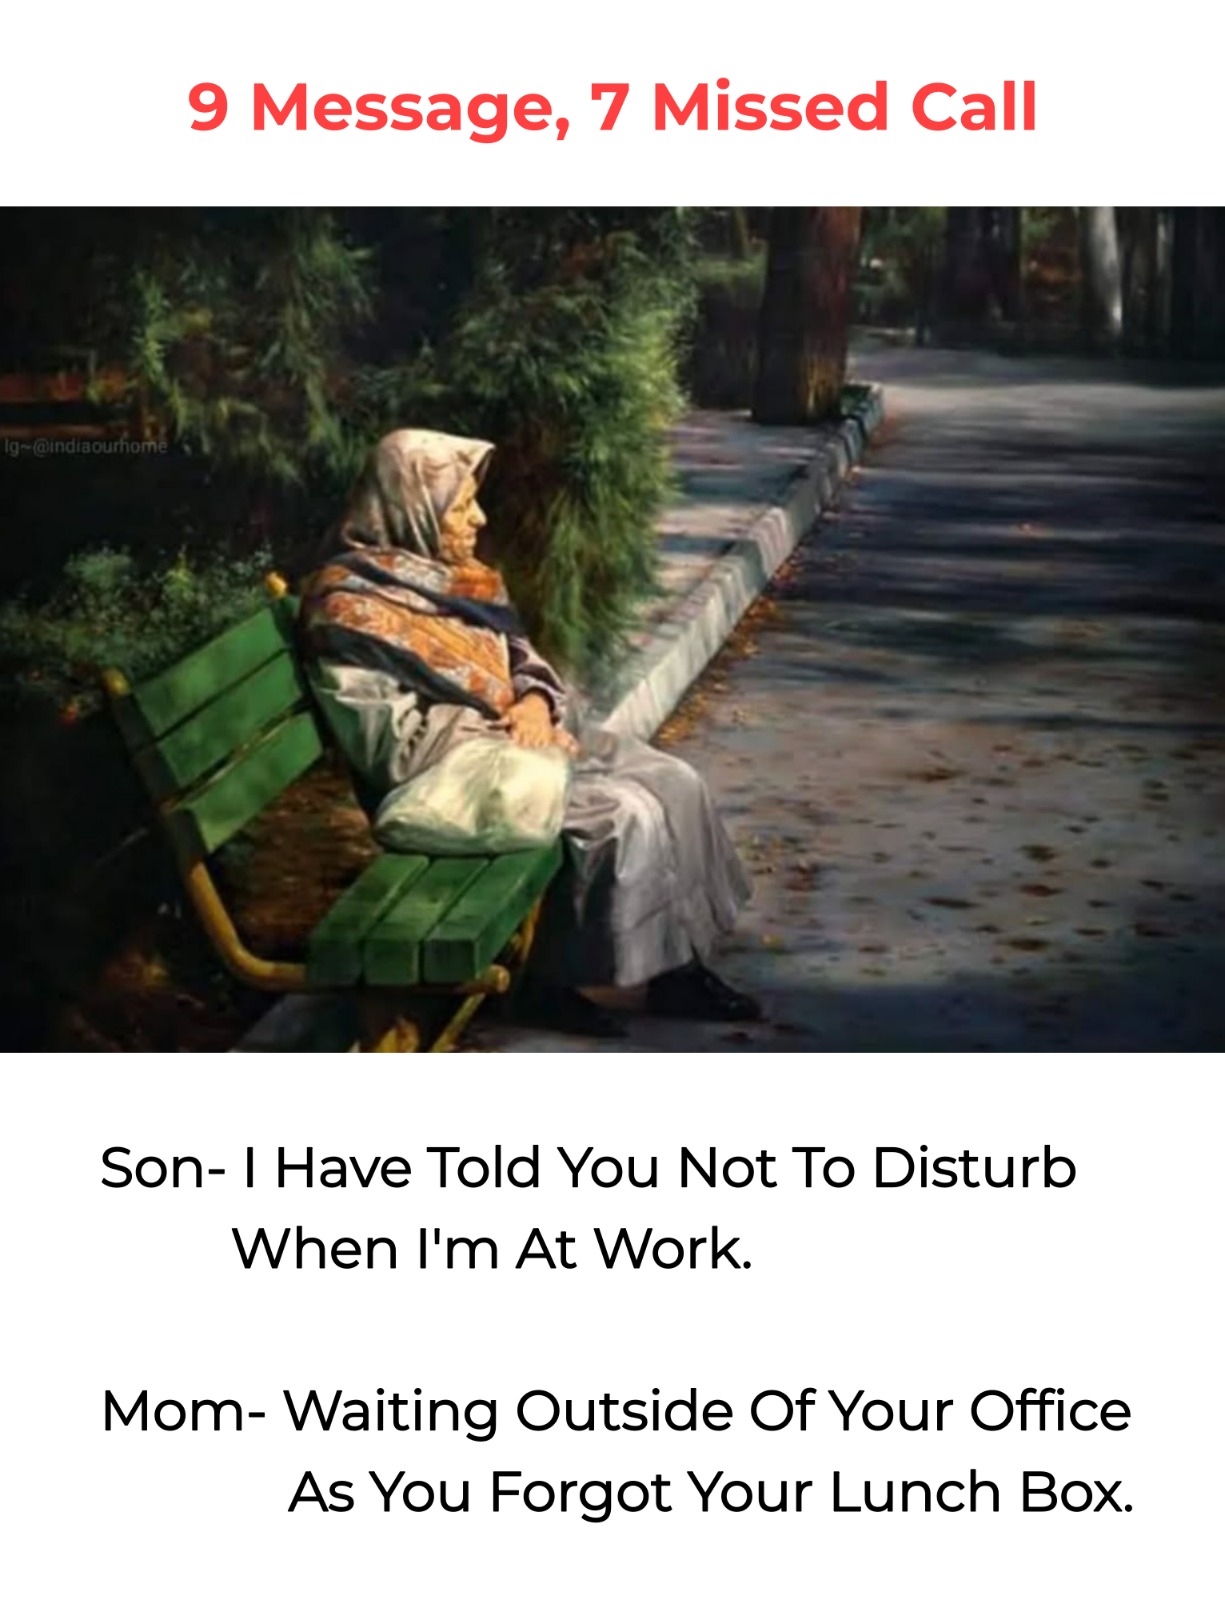 9 Message, 7 Missed Call
Ig~@indiaourhome
Son- I Have Told You Not To Disturb
When I'm At Work.
Mom- Waiting Outside Of Your Office
As You Forgot Your Lunch Box.